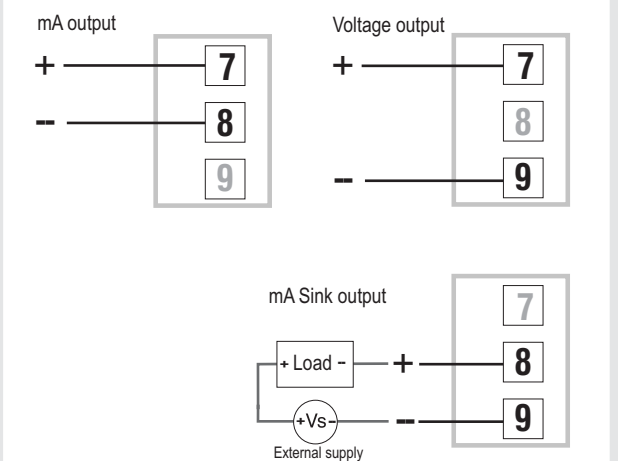 mA output
+ 7
-- 8
9
Voltage output
+ 7
8
-- 9
mA Sink output
7
+ Load - + 8
+Vs- -- 9
External supply